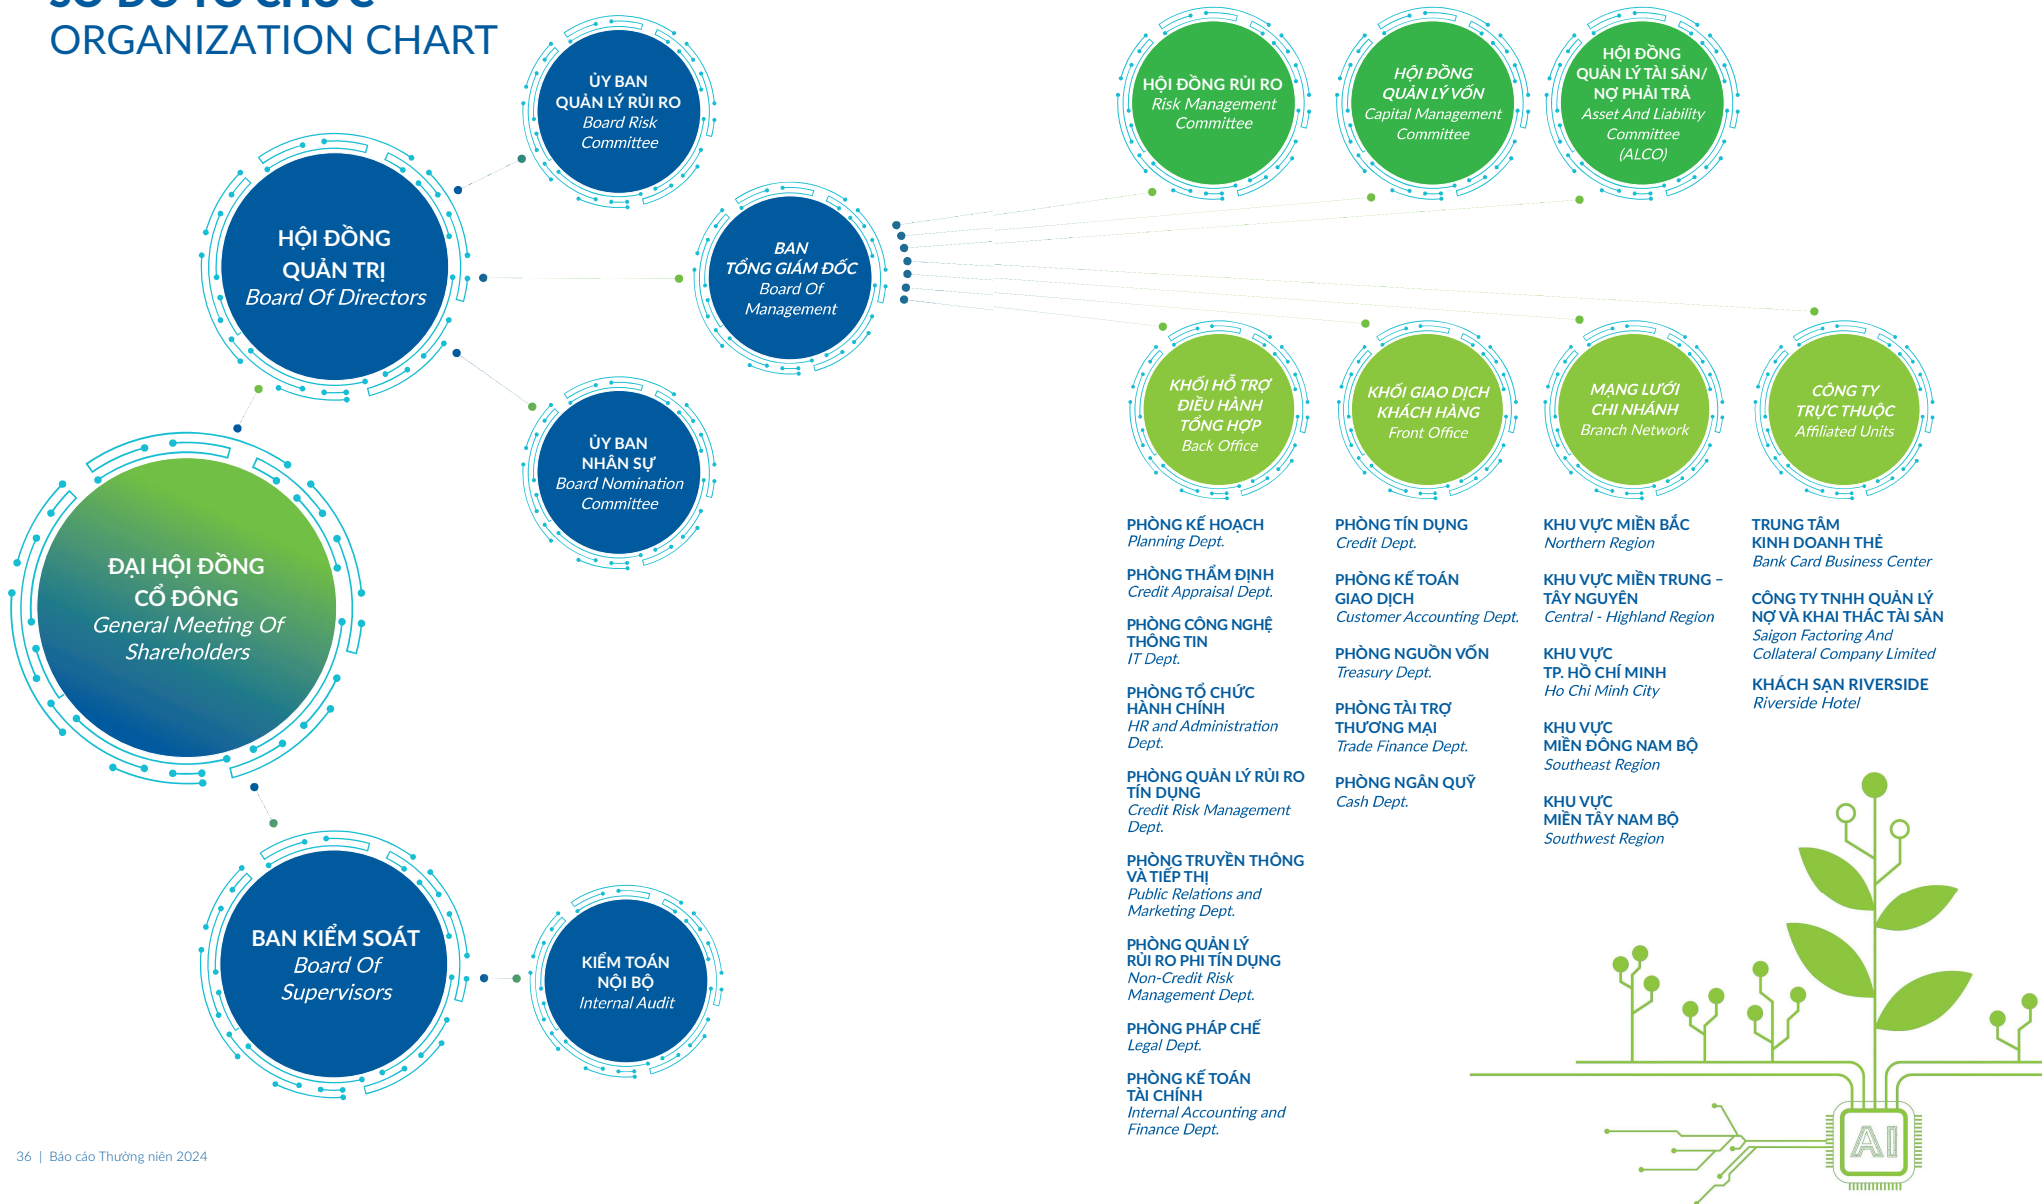 SƠ ĐỒ TỔ CHỨC
ORGANIZATION CHART
ỦY BAN
QUẢN LÝ RỦI RO
Board Risk
Committee
HỘI ĐỒNG
QUẢN TRỊ
Board Of Directors
BAN
TỔNG GIÁM ĐỐC
Board Of
Management
ỦY BAN
NHÂN SỰ
Board Nomination
Committee
ĐẠI HỘI ĐỒNG
CỔ ĐÔNG
General Meeting Of
Shareholders
BAN KIỂM SOÁT
Board Of
Supervisors
KIỂM TOÁN
NỘI BỘ
Internal Audit
HỘI ĐỒNG RỦI RO
Risk Management
Committee
HỘI ĐỒNG
QUẢN LÝ VỐN
Capital Management
Committee
HỘI ĐỒNG
QUẢN LÝ TÀI SẢN/
NỢ PHẢI TRẢ
Asset And Liability
Committee
(ALCO)
KHỐI HỖ TRỢ
ĐIỀU HÀNH
TỔNG HỢP
Back Office
KHỐI GIAO DỊCH
KHÁCH HÀNG
Front Office
MẠNG LƯỚI
CHI NHÁNH
Branch Network
CÔNG TY
TRỰC THUỘC
Affiliated Units
PHÒNG KẾ HOẠCH
Planning Dept.
PHÒNG THẨM ĐỊNH
Credit Appraisal Dept.
PHÒNG CÔNG NGHỆ
THÔNG TIN
IT Dept.
PHÒNG TỔ CHỨC
HÀNH CHÍNH
HR and Administration
Dept.
PHÒNG QUẢN LÝ RỦI RO
TÍN DỤNG
Credit Risk Management
Dept.
PHÒNG TRUYỀN THÔNG
VÀ TIẾP THỊ
Public Relations and
Marketing Dept.
PHÒNG QUẢN LÝ
RỦI RO PHI TÍN DỤNG
Non-Credit Risk
Management Dept.
PHÒNG PHÁP CHẾ
Legal Dept.
PHÒNG KẾ TOÁN
TÀI CHÍNH
Internal Accounting and
Finance Dept.
PHÒNG TÍN DỤNG
Credit Dept.
PHÒNG KẾ TOÁN
GIAO DỊCH
Customer Accounting Dept.
PHÒNG NGUỒN VỐN
Treasury Dept.
PHÒNG TÀI TRỢ
THƯƠNG MẠI
Trade Finance Dept.
PHÒNG NGÂN QUỸ
Cash Dept.
KHU VỰC MIỀN BẮC
Northern Region
KHU VỰC MIỀN TRUNG –
TÂY NGUYÊN
Central - Highland Region
KHU VỰC
TP. HỒ CHÍ MINH
Ho Chi Minh City
KHU VỰC
MIỀN ĐÔNG NAM BỘ
Southeast Region
KHU VỰC
MIỀN TÂY NAM BỘ
Southwest Region
TRUNG TÂM
KINH DOANH THẺ
Bank Card Business Center
CÔNG TY TNHH QUẢN LÝ
NỢ VÀ KHAI THÁC TÀI SẢN
Saigon Factoring And
Collateral Company Limited
KHÁCH SẠN RIVERSIDE
Riverside Hotel
AI
36 | Báo cáo Thường niên 2024